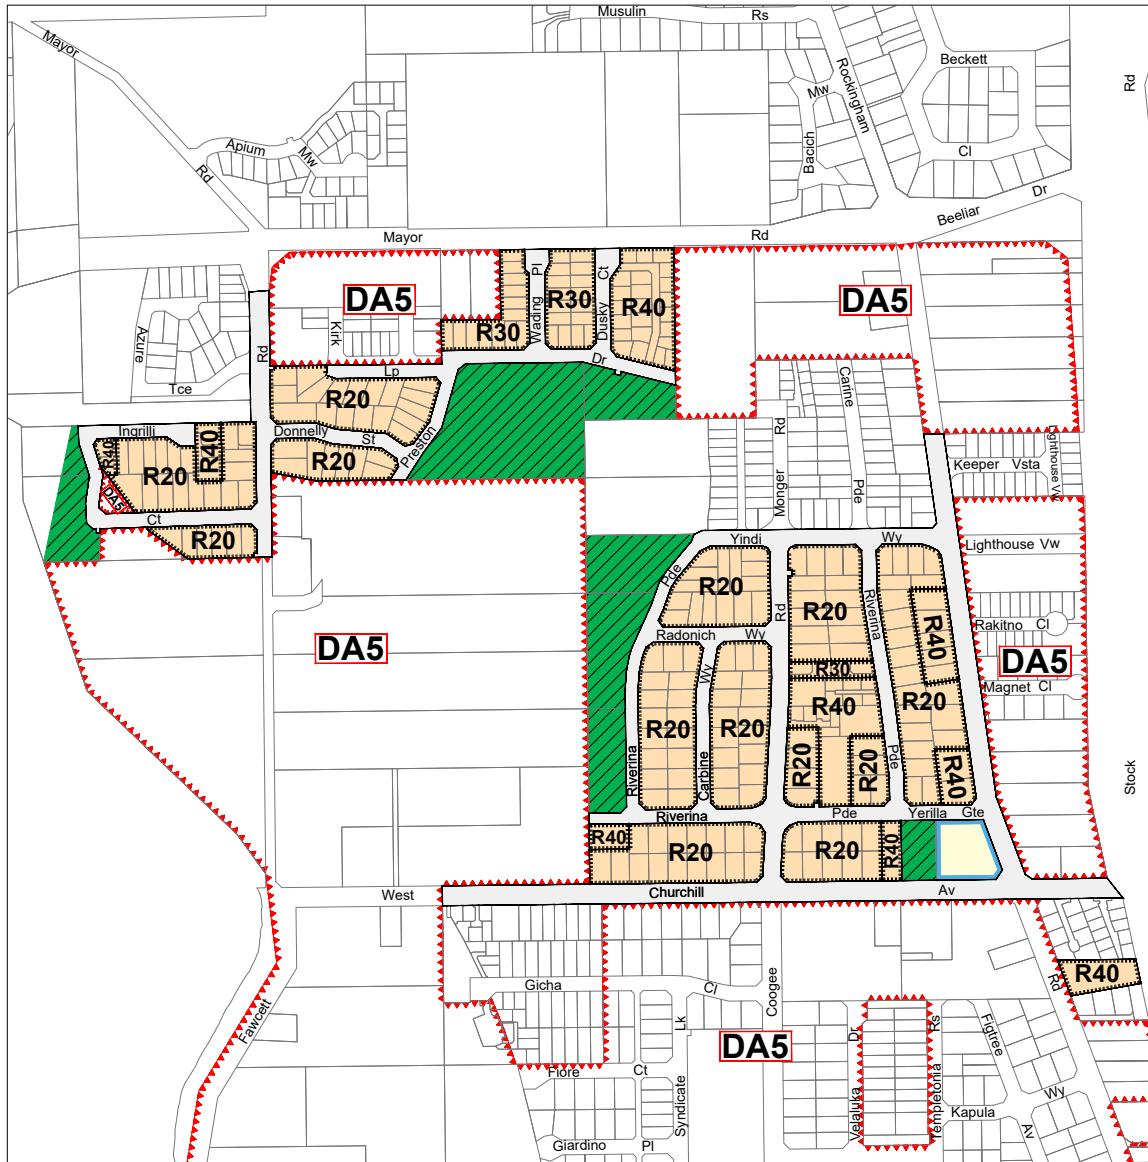 Musulin Rs
Mayor
Beckett
Rd
Rockingham
Mw
Bacich
Apium
Mw
Rd
Cl
Dr
Beeliar
Mayor Rd
DA5
Kirk
R30
Wading Pl
R30
Dusky Ct
R40
DA5
Azure
Tce
Rd
Lp
Dr
R20
Carine
Pde
Donnelly St
Preston
R20
Monger Rd
Ingrilli
R40
R20
R40
DA5
Ct
R20
Keeper Vsta
Lighthouse Vw
Lighthouse Vw
Yindi Wy
Pde
R20
Rd
R20
Riverina
R40
Rakitno Cl
DA5
Radonich Wy
DA5
Wy
R30
R20
R40
Magnet Cl
R20
R20
R20
R20
Pde
R40
Riverina
Carbine
Stock
Riverina Pde
Yerilla Gte
R40
R20
R20
R40
West
Churchill Av
Gicha
Cl
Coogee
R40
Rd
Fawcett
Lk
DA5
Dr
Rs
Figtree
Fiore Ct
Syndicate
Velaluka
Templetonia
Kapula
Wy
Av
Giardino Pl